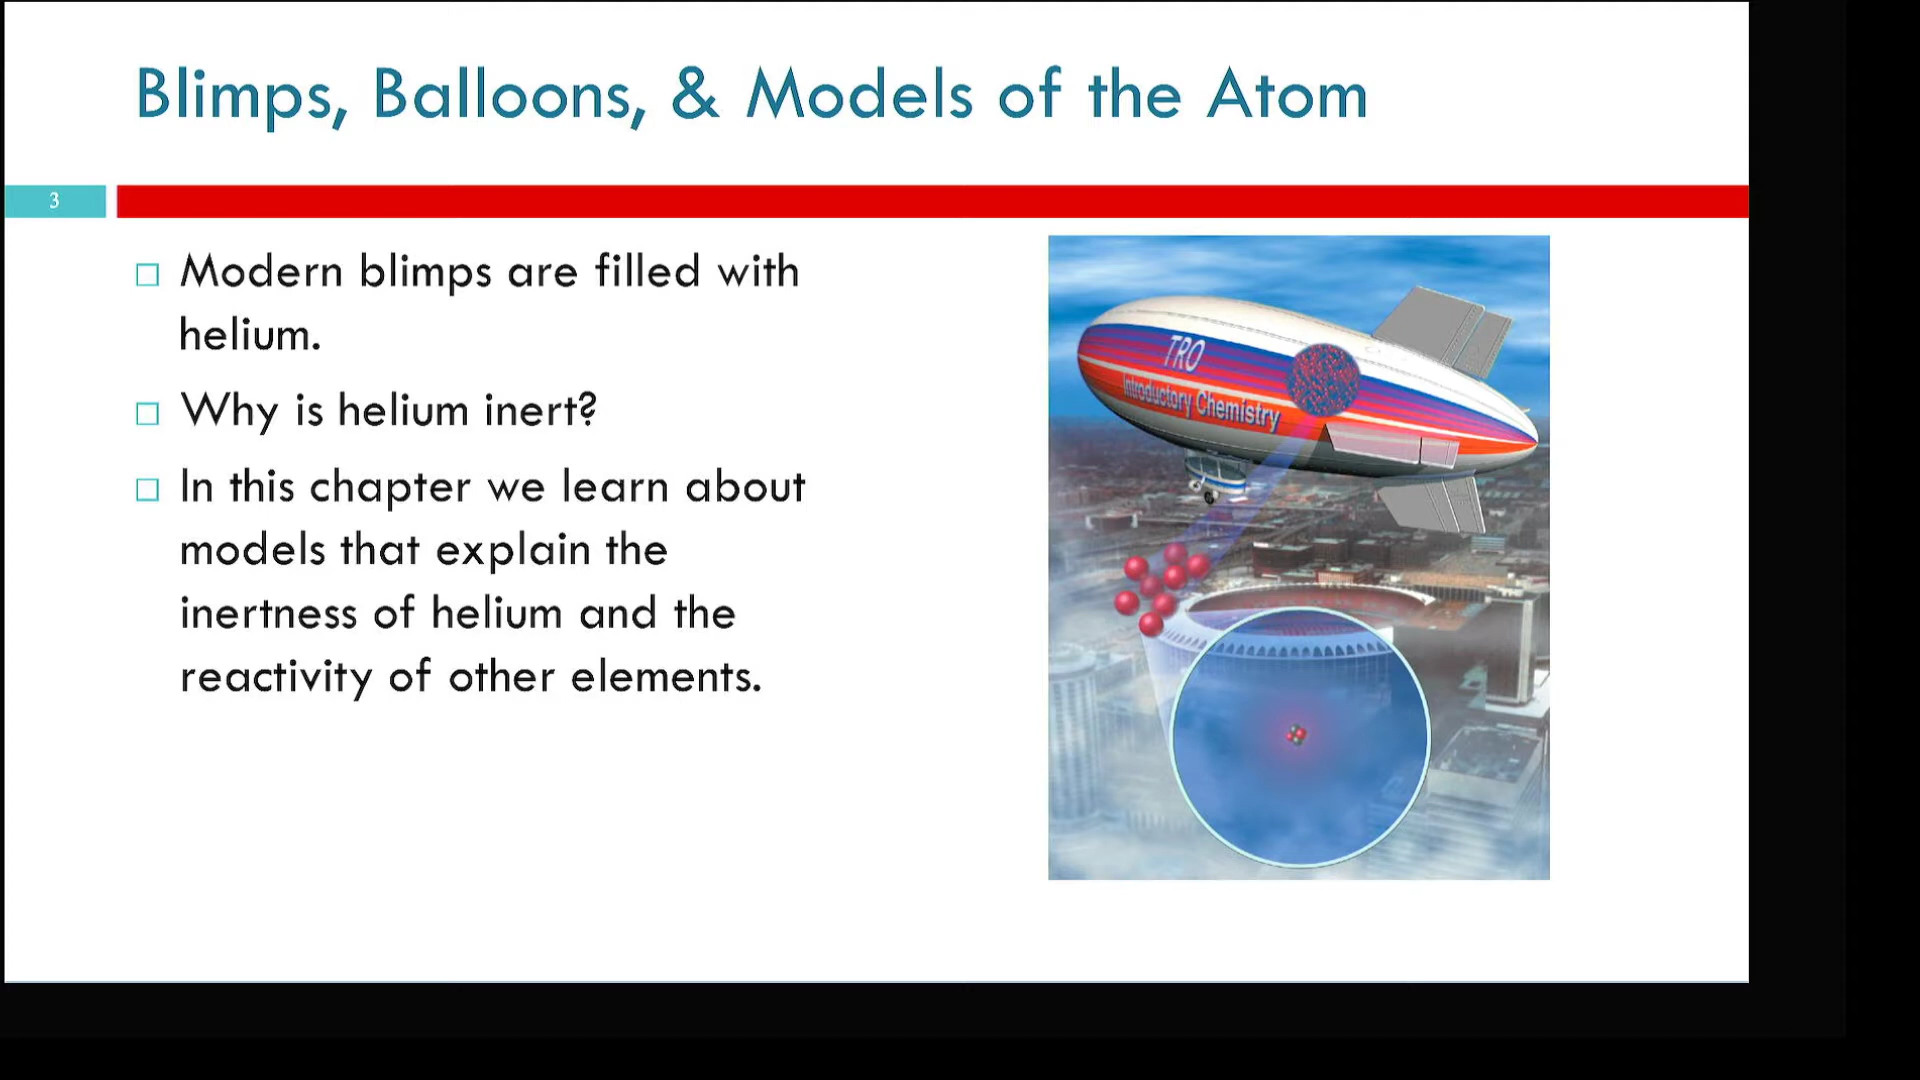 Blimps, Balloons, & Models of the Atom
3
Modern blimps are filled with
helium.
Why is helium inert?
In this chapter we learn about
models that explain the
inertness of helium and the
reactivity of other elements.
TRO
Introductory Chemistry